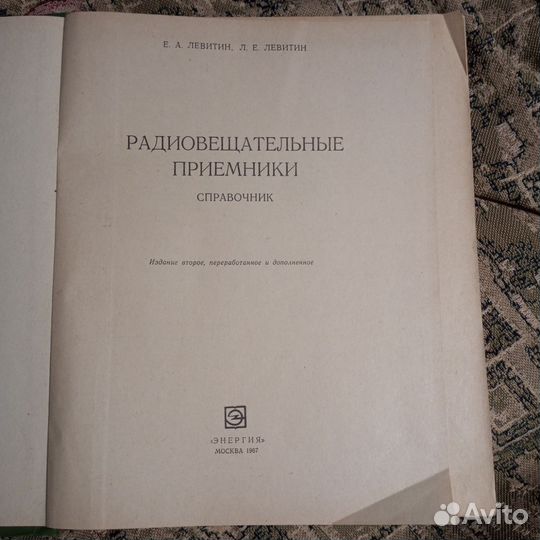 Е. А. ЛЕВИТИН, Л. Е. ЛЕВИТИН
РАДИОВЕЩАТЕЛЬНЫЕ
ПРИЕМНИКИ
СПРАВОЧНИК
Издание второе, переработанное и дополненное
«ЭНЕРГИЯ»
МОСКВА 1967
Avito